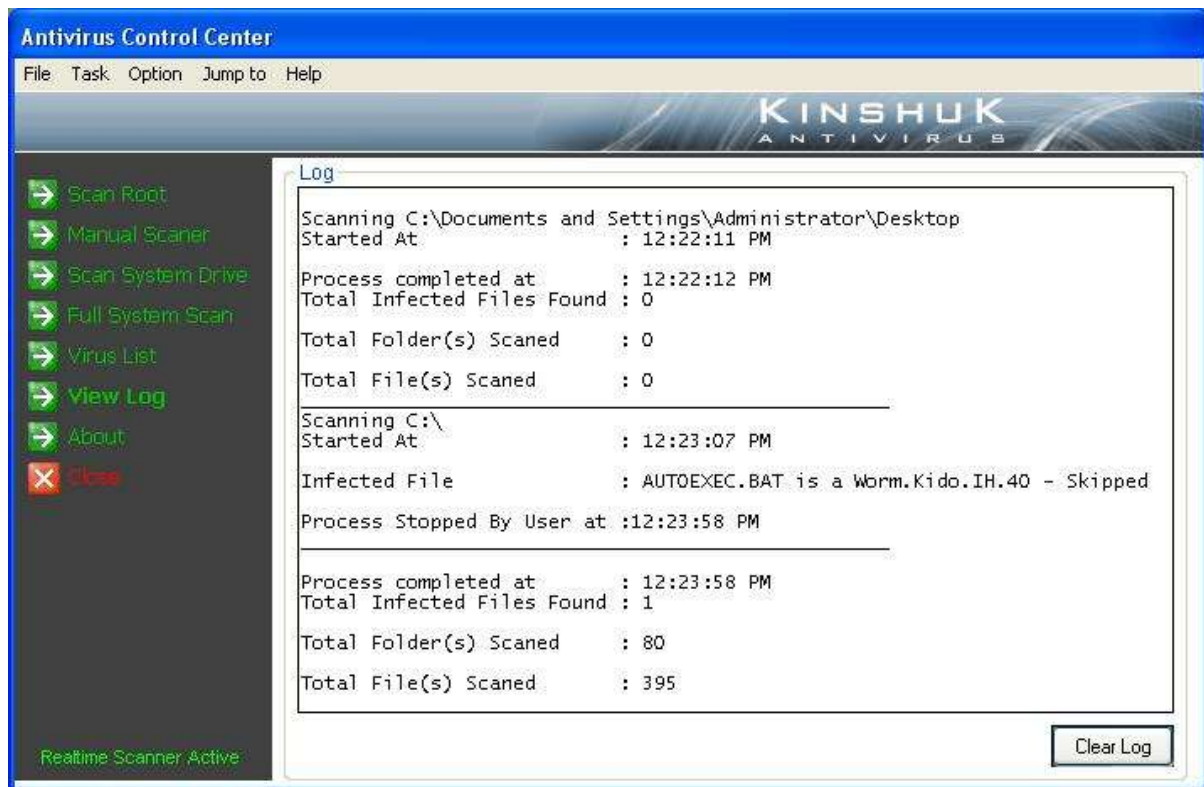 Antivirus Control Center
File Task Option Jump to Help
KINSHUK
ANTIVIRUS
Scan Root
Manual Scaner
Scan System Drive
Full System Scan
Virus List
View Log
About
Close
Realtime Scanner Active
Log
Scanning C:\Documents and Settings\Administrator\Desktop
Started At : 12:22:11 PM
Process completed at : 12:22:12 PM
Total Infected Files Found : 0
Total Folder(s) Scaned : 0
Total File(s) Scaned : 0
Scanning C:\
Started At : 12:23:07 PM
Infected File : AUTOEXEC.BAT is a Worm.Kido.IH.40 - Skipped
Process Stopped By User at :12:23:58 PM
Process completed at : 12:23:58 PM
Total Infected Files Found : 1
Total Folder(s) Scaned : 80
Total File(s) Scaned : 395
Clear Log